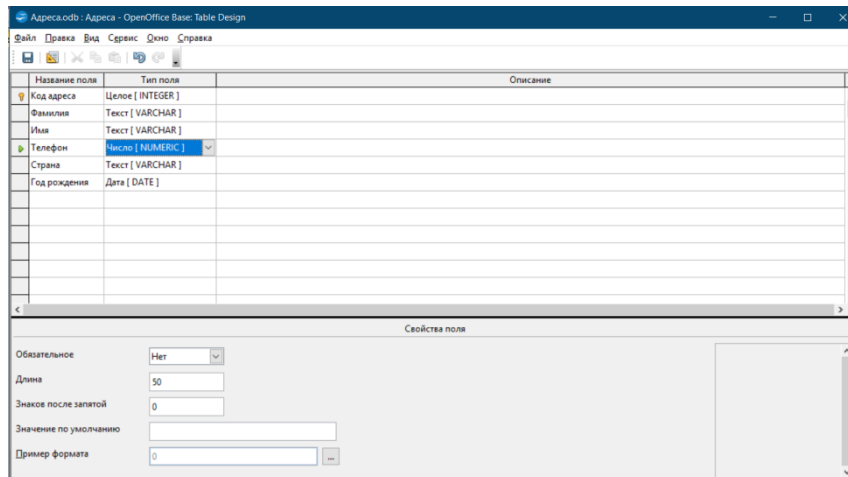 Адреса.odb : Адреса - OpenOffice Base: Table Design
Файл Правка Вид Сервис Окно Справка
Название поля Тип поля Описание
Код адреса Целое [ INTEGER ]
Фамилия Текст [ VARCHAR ]
Имя Текст [ VARCHAR ]
Телефон Число [ NUMERIC ]
Страна Текст [ VARCHAR ]
Год рождения Дата [ DATE ]
Свойства поля
Обязательное Нет
Длина 50
Знаков после запятой 0
Значение по умолчанию
Пример формата 0 ...